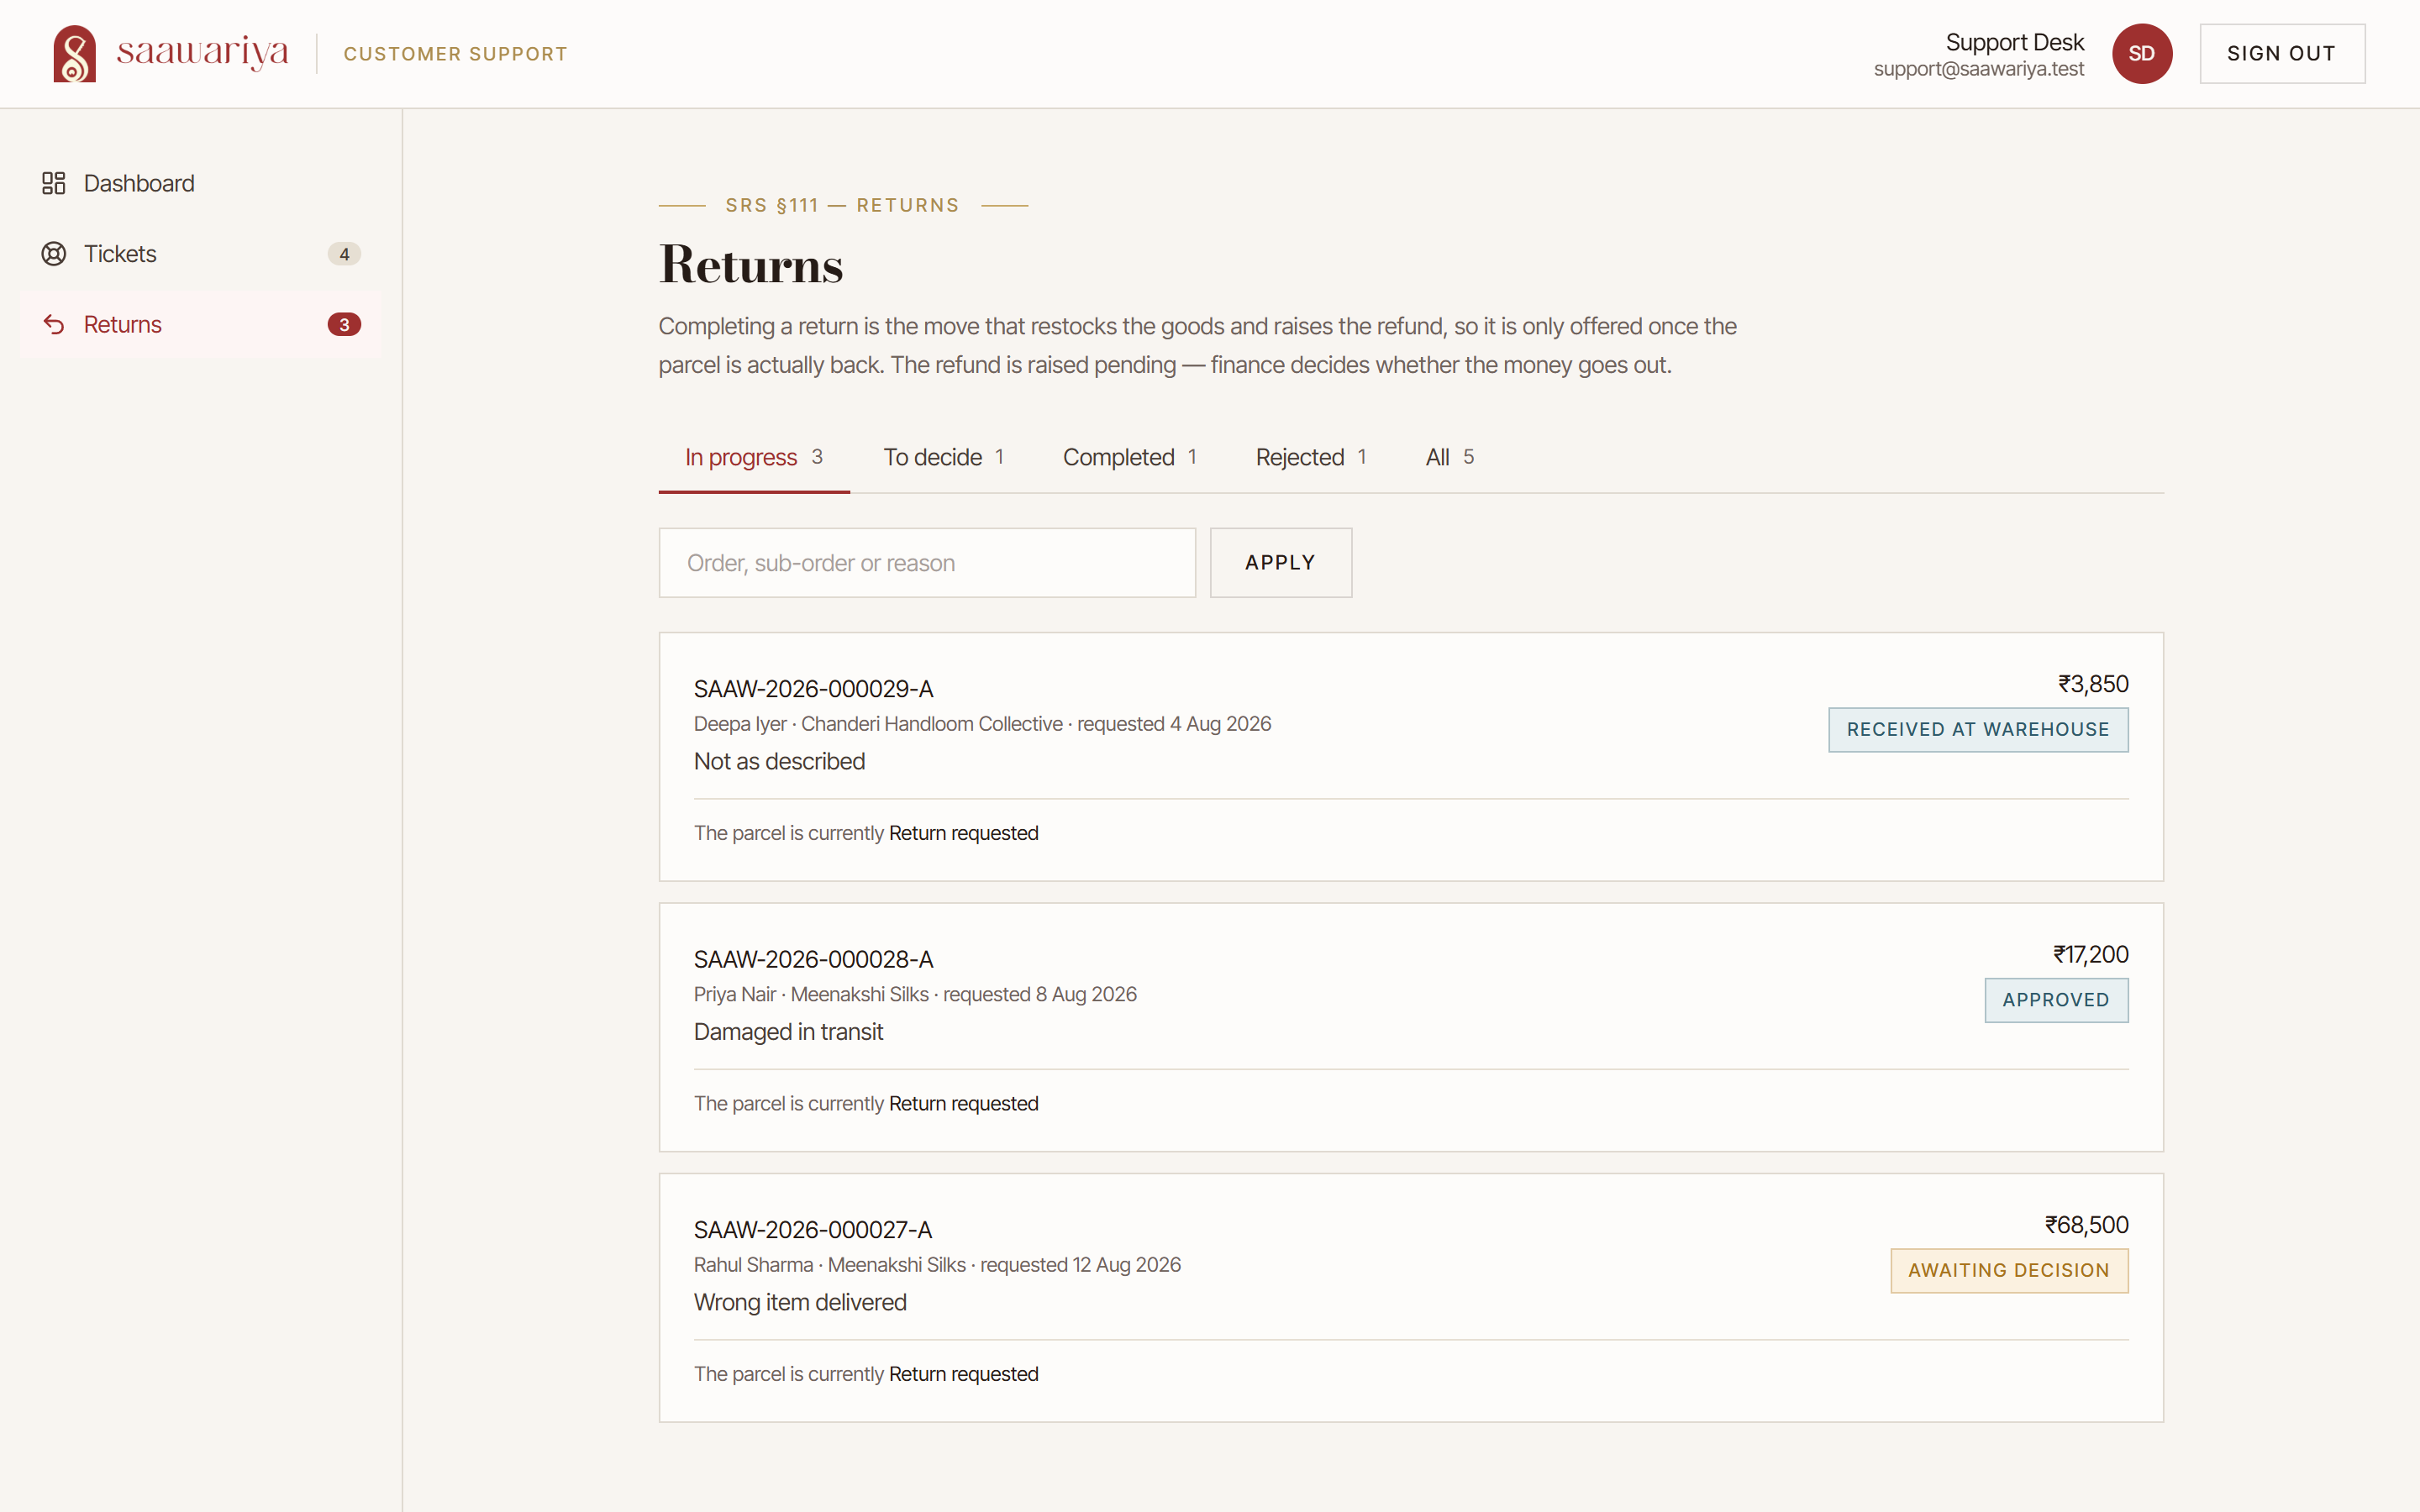 saawariya
CUSTOMER SUPPORT
Support Desk
support@saawariya.test
SD
SIGN OUT
Dashboard
Tickets 4
Returns 3
SRS §111 — RETURNS
Returns
Completing a return is the move that restocks the goods and raises the refund, so it is only offered once the
parcel is actually back. The refund is raised pending — finance decides whether the money goes out.
In progress 3 To decide 1 Completed 1 Rejected 1 All 5
Order, sub-order or reason
APPLY
SAAW-2026-000029-A
Deepa Iyer · Chanderi Handloom Collective · requested 4 Aug 2026
Not as described
₹3,850
RECEIVED AT WAREHOUSE
The parcel is currently Return requested
SAAW-2026-000028-A
Priya Nair · Meenakshi Silks · requested 8 Aug 2026
Damaged in transit
₹17,200
APPROVED
The parcel is currently Return requested
SAAW-2026-000027-A
Rahul Sharma · Meenakshi Silks · requested 12 Aug 2026
Wrong item delivered
₹68,500
AWAITING DECISION
The parcel is currently Return requested